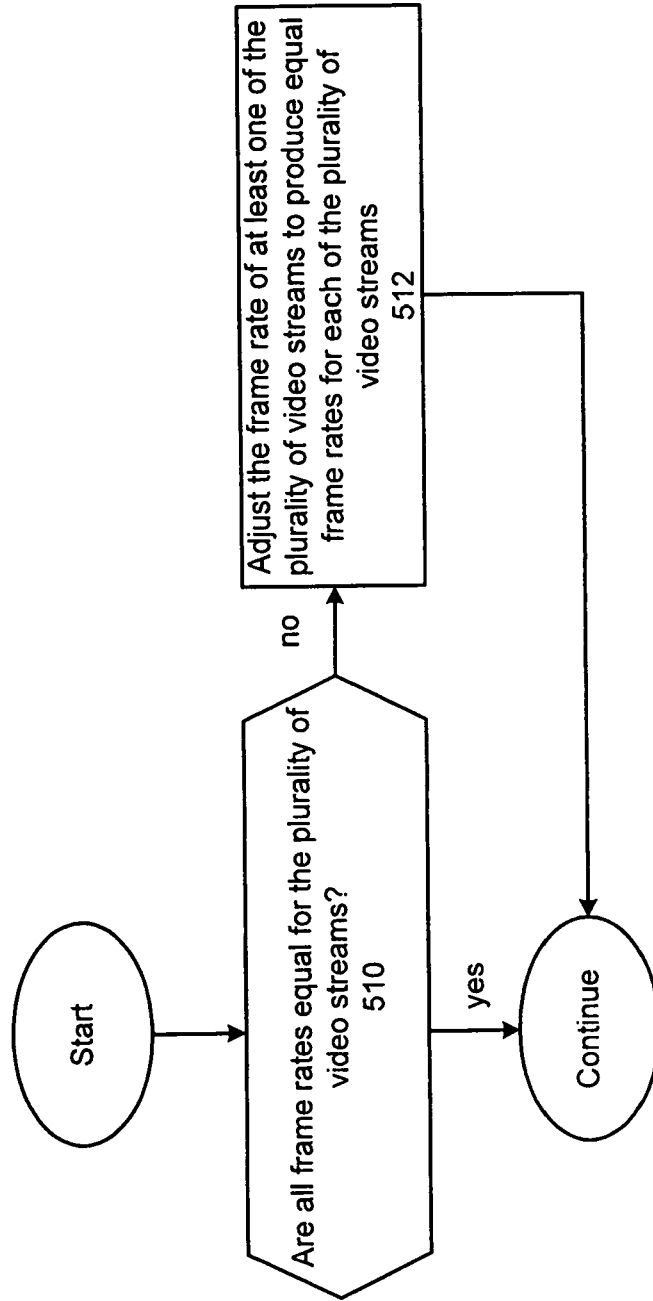 Start
Are all frame rates equal for the plurality of
video streams?
510
no
Adjust the frame rate of at least one of the
plurality of video streams to produce equal
frame rates for each of the plurality of
video streams
512
yes
Continue